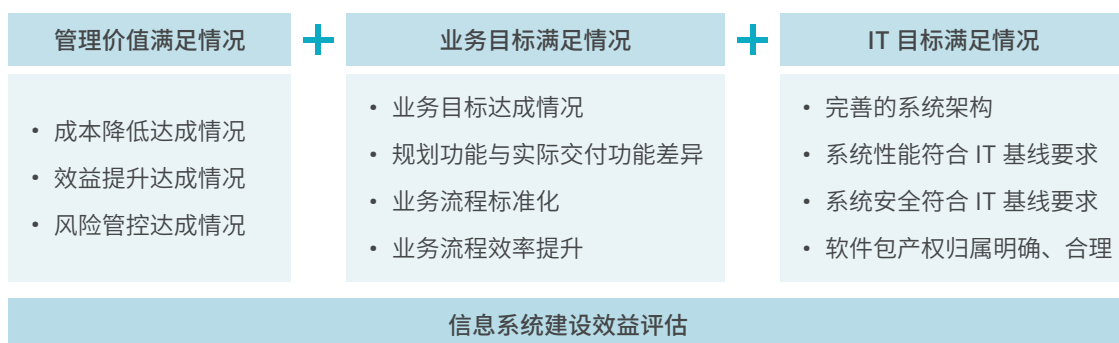 管理价值满足情况
• 成本降低达成情况
• 效益提升达成情况
• 风险管控达成情况
业务目标满足情况
• 业务目标达成情况
• 规划功能与实际交付功能差异
• 业务流程标准化
• 业务流程效率提升
IT 目标满足情况
• 完善的系统架构
• 系统性能符合 IT 基线要求
• 系统安全符合 IT 基线要求
• 软件包产权归属明确、合理
信息系统建设效益评估